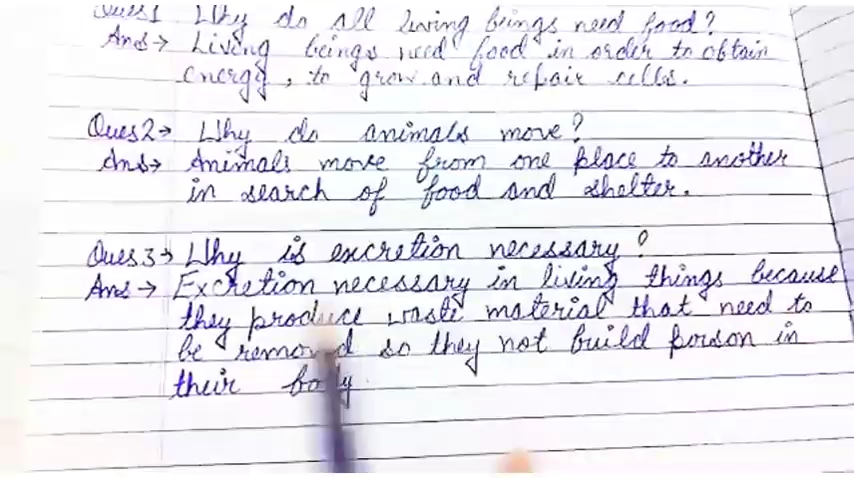 Ques1 Why do all living beings need food?
Ans→ Living beings need food in order to obtain
energy, to grow and repair cells.
Ques2→ Why do animals move?
Ans→ Animals move from one place to another
in search of food and shelter.
Ques3→ Why is excretion necessary?
Ans→ Excretion necessary in living things because
they produce waste material that need to
be removed so they not build poison in
their body.